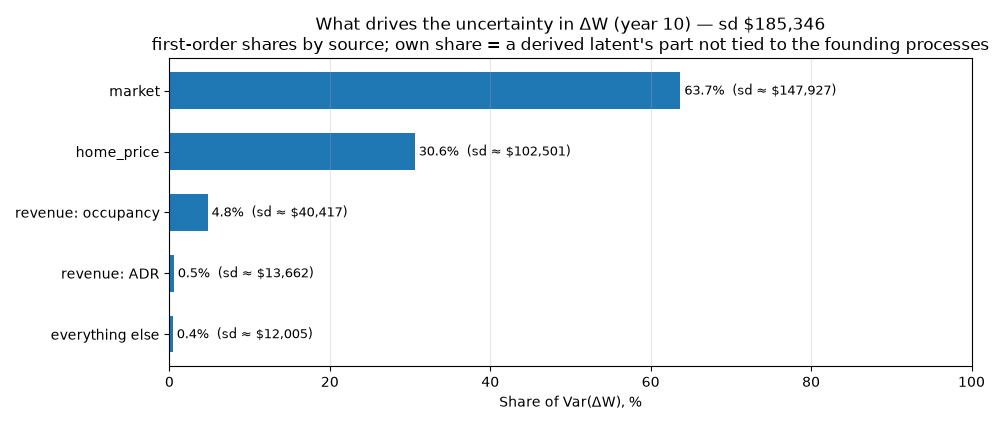 What drives the uncertainty in ΔW (year 10) — sd $185,346
first-order shares by source; own share = a derived latent's part not tied to the founding processes
market
63.7%  (sd ≈ $147,927)
home_price
30.6%  (sd ≈ $102,501)
revenue: occupancy
4.8%  (sd ≈ $40,417)
revenue: ADR
0.5%  (sd ≈ $13,662)
everything else
0.4%  (sd ≈ $12,005)
0 20 40 60 80 100
Share of Var(ΔW), %